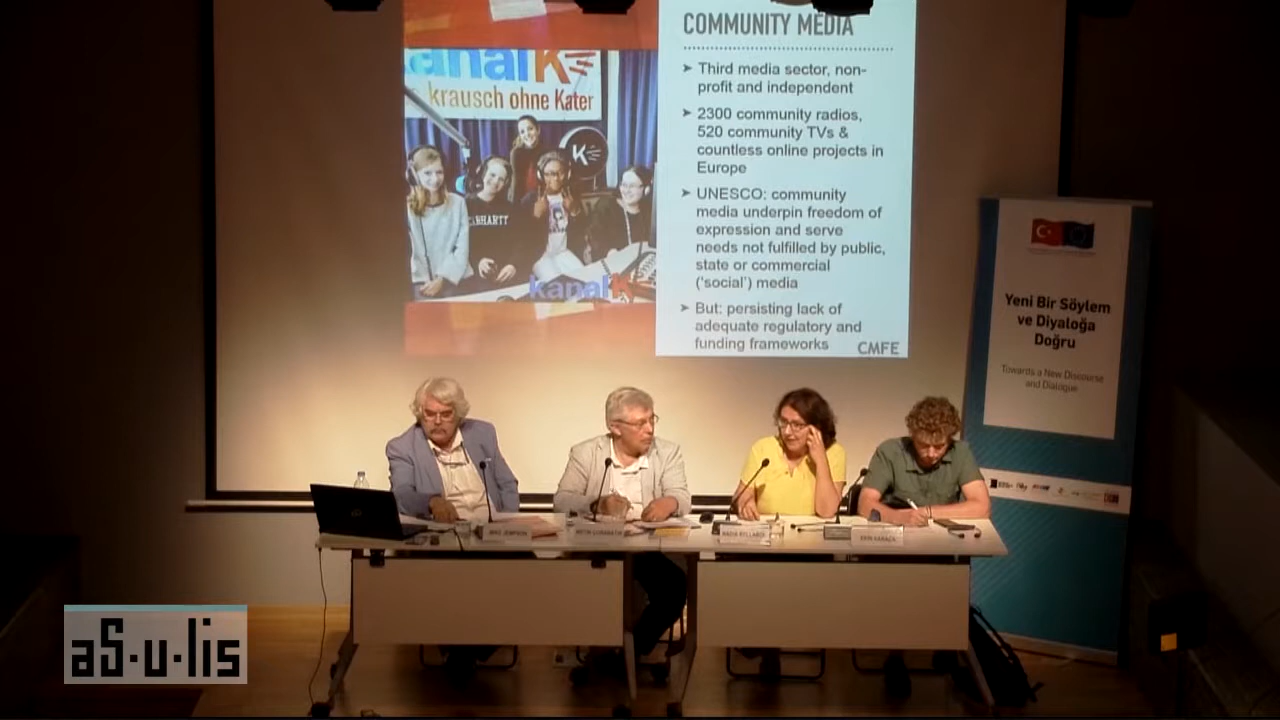 COMMUNITY MEDIA
➤ Third media sector, non-
profit and independent
➤ 2300 community radios,
520 community TVs &
countless online projects in
Europe
➤ UNESCO: community
media underpin freedom of
expression and serve
needs not fulfilled by public,
state or commercial
('social') media
➤ But: persisting lack of
adequate regulatory and
funding frameworks
CMFE
kanalK
krausch ohne Kater
K
kanalK
Yeni Bir Söylem
ve Diyaloğa
Doğru
Towards a New Discourse
and Dialogue
aS·u·lis